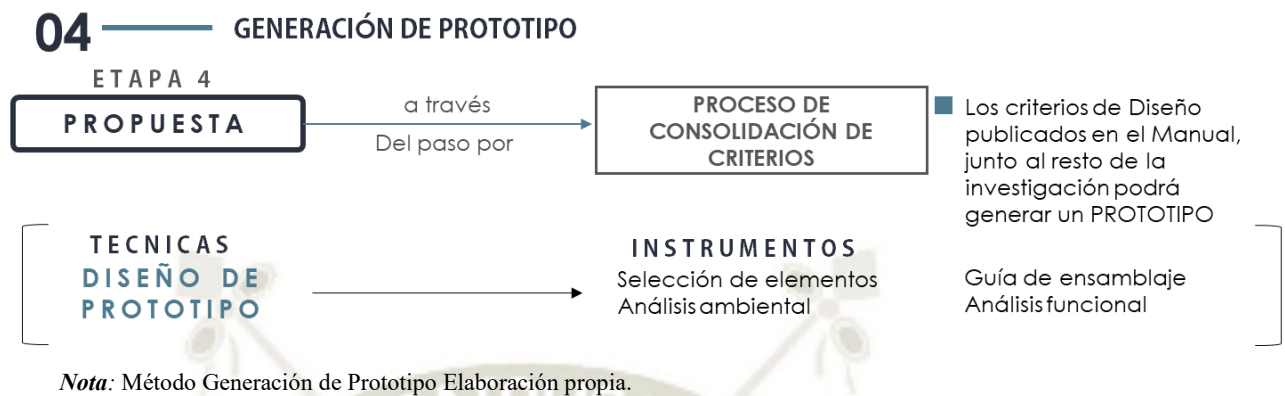 04 GENERACIÓN DE PROTOTIPO
ETAPA 4
PROPUESTA
a través
Del paso por
PROCESO DE
CONSOLIDACIÓN DE
CRITERIOS
Los criterios de Diseño
publicados en el Manual,
junto al resto de la
investigación podrá
generar un PROTOTIPO
TECNICAS
DISEÑO DE
PROTOTIPO
INSTRUMENTOS
Selección de elementos
Análisis ambiental
Guía de ensamblaje
Análisis funcional
Nota: Método Generación de Prototipo Elaboración propia.